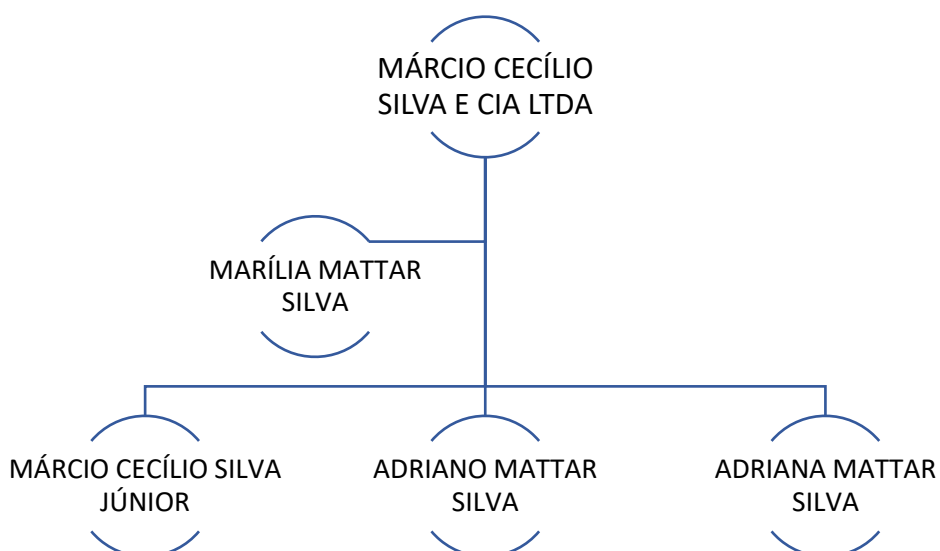 MÁRCIO CECÍLIO
SILVA E CIA LTDA
MARÍLIA MATTAR
SILVA
MÁRCIO CECÍLIO SILVA
JÚNIOR
ADRIANO MATTAR
SILVA
ADRIANA MATTAR
SILVA